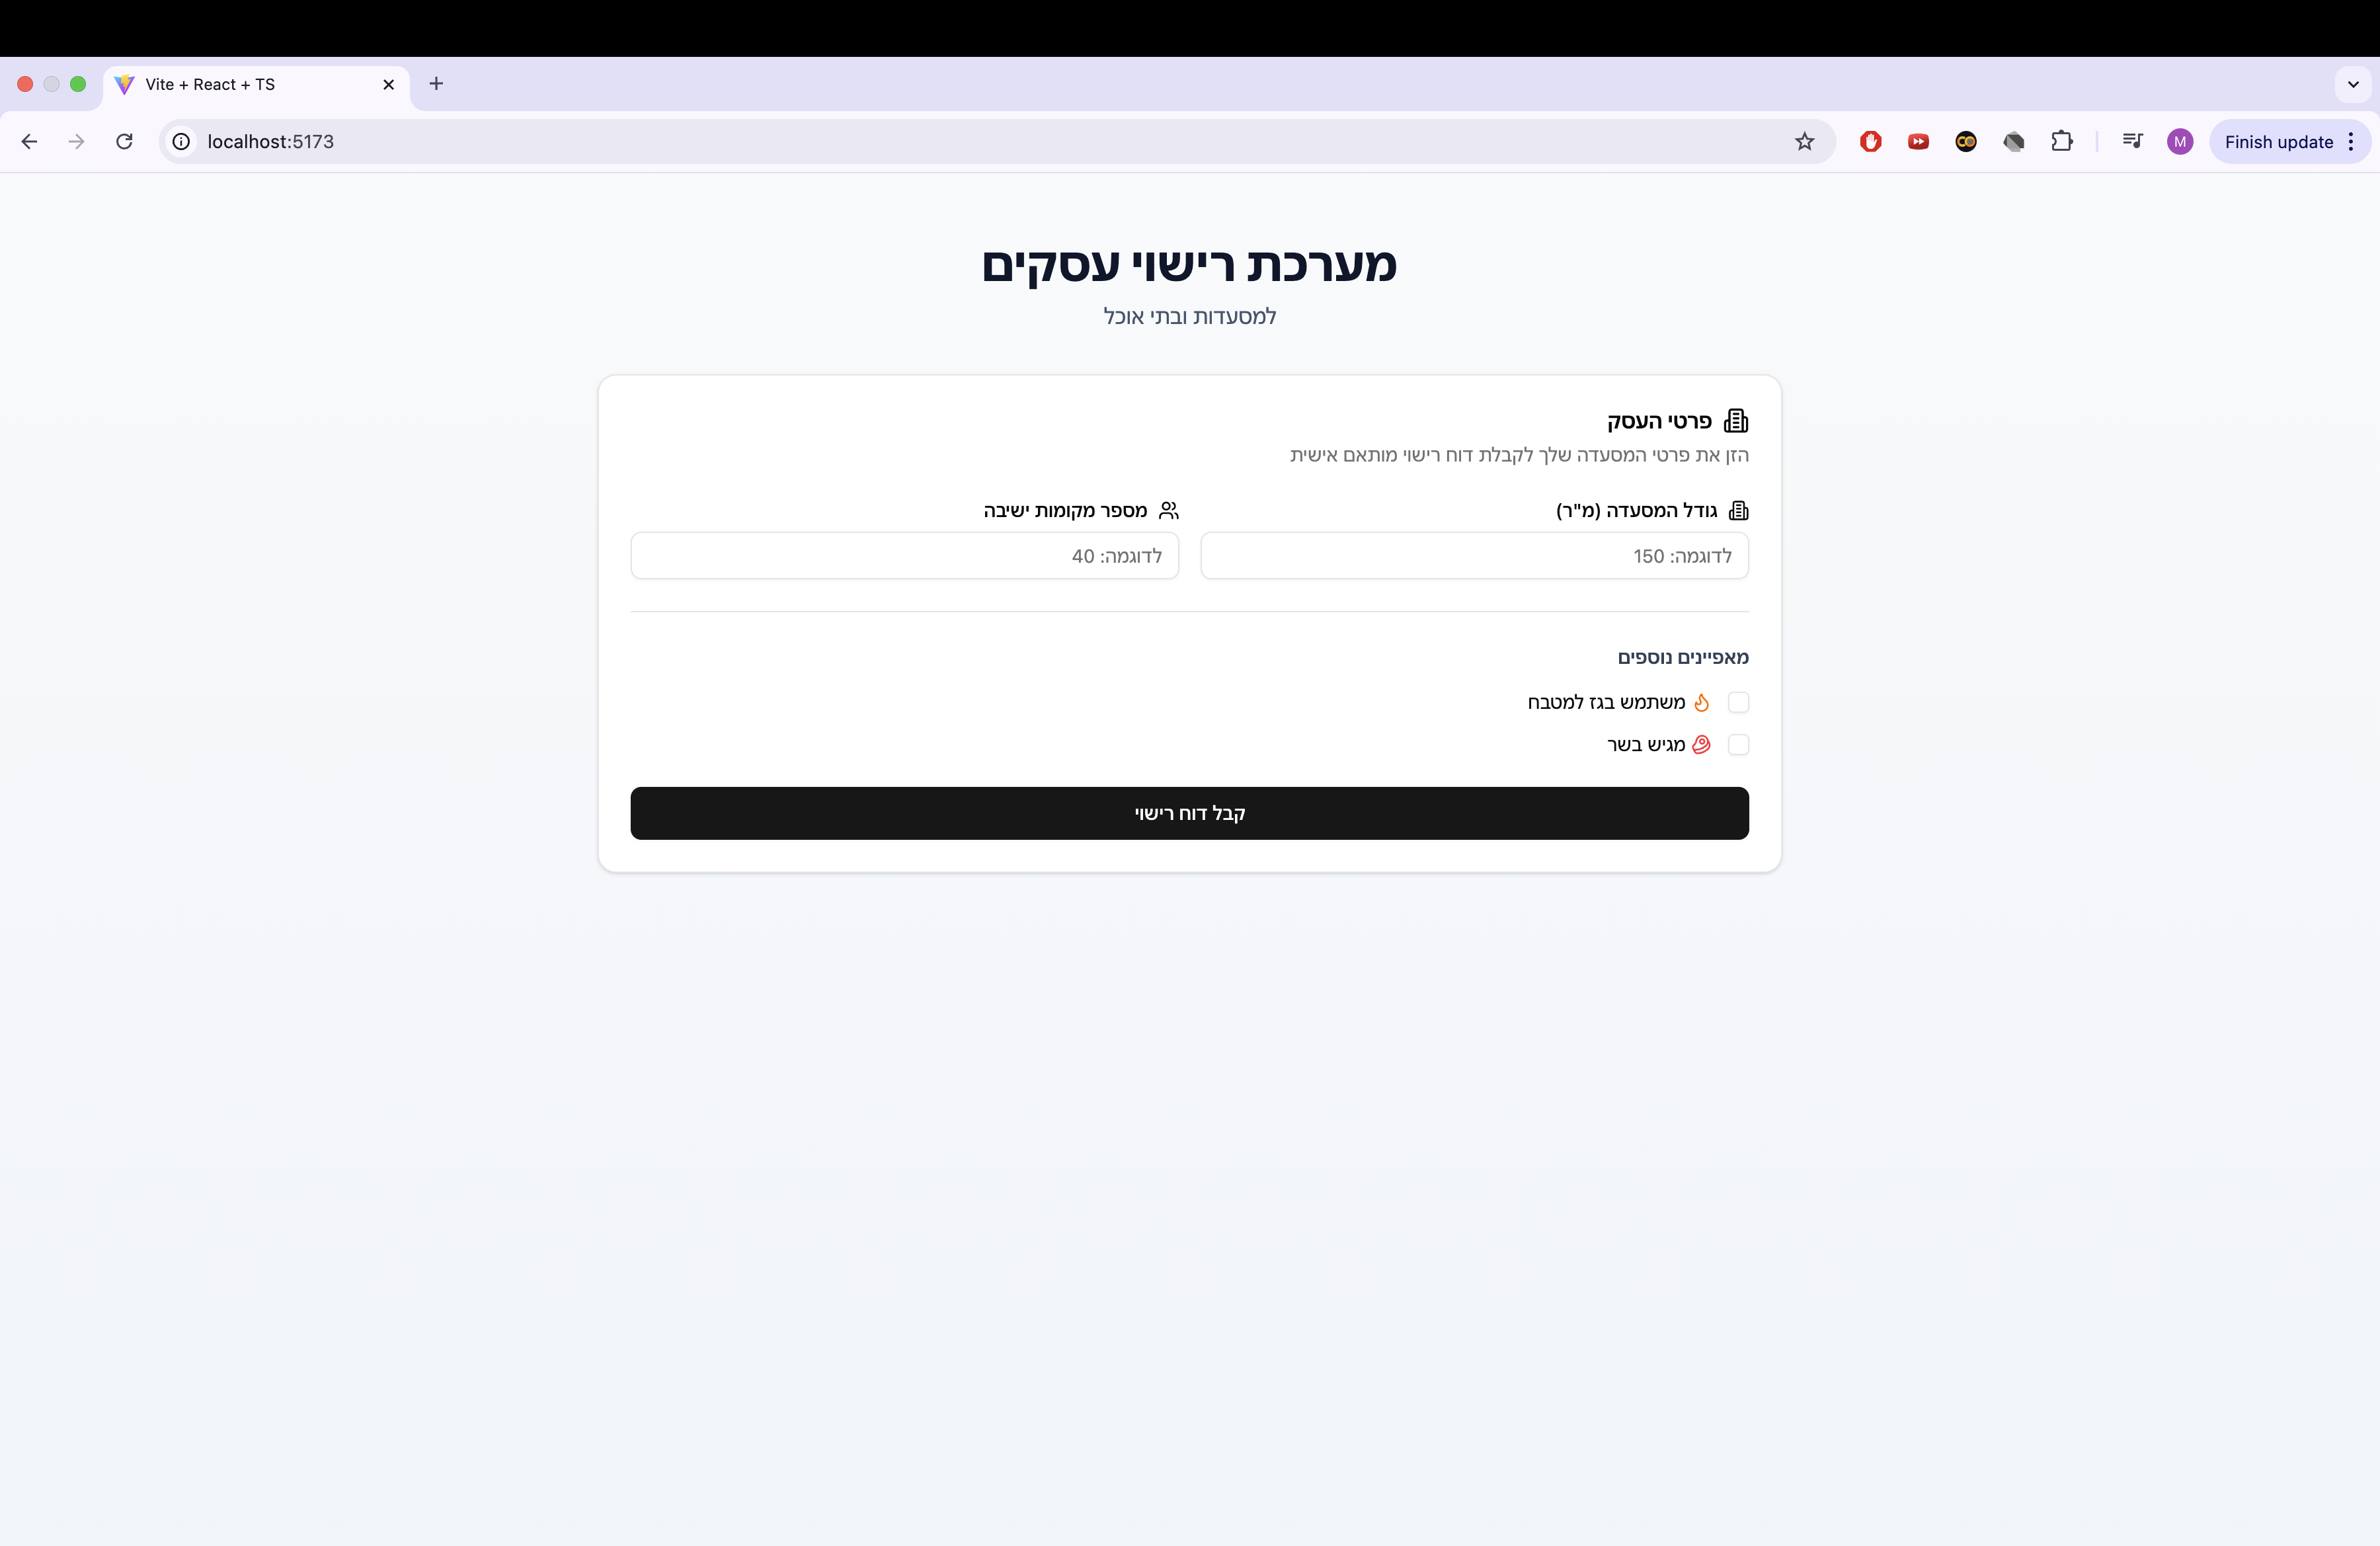 Vite + React + TS
localhost:5173
M
Finish update
מערכת רישוי עסקים
למסעדות ובתי אוכל
פרטי העסק
הזן את פרטי המסעדה שלך לקבלת דוח רישוי מותאם אישית
גודל המסעדה (מ"ר)
לדוגמה: 150
מספר מקומות ישיבה
לדוגמה: 40
מאפיינים נוספים
משתמש בגז למטבח
מגיש בשר
קבל דוח רישוי